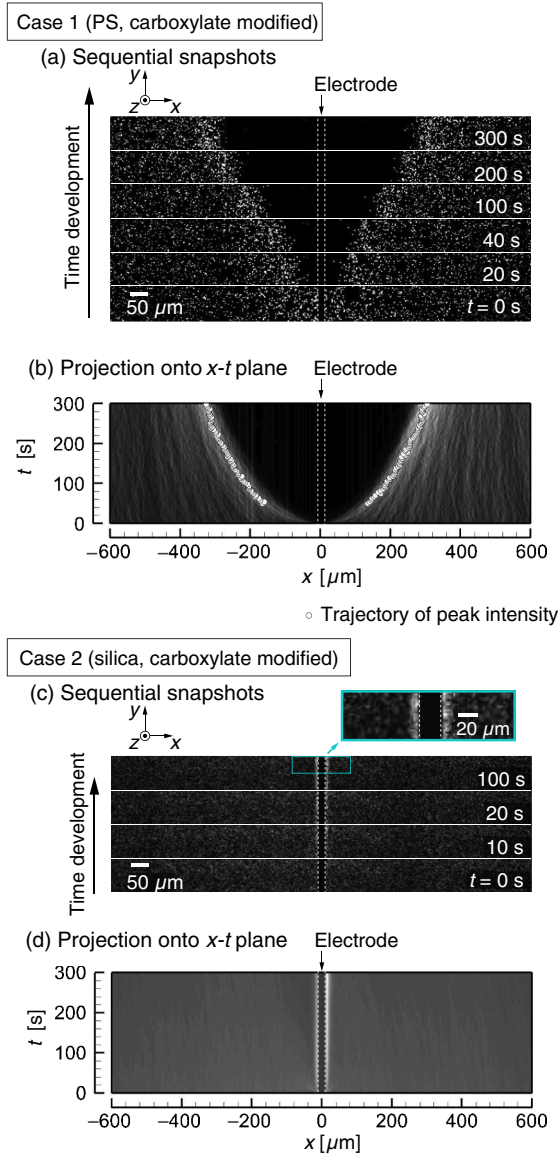 Case 1 (PS, carboxylate modified)
(a) Sequential snapshots
y
z x
Electrode
Time development
300 s
200 s
100 s
40 s
20 s
t = 0 s
50 µm
(b) Projection onto x-t plane
Electrode
t [s]
300
200
100
0
−600 −400 −200 0 200 400 600
x [µm]
○ Trajectory of peak intensity
Case 2 (silica, carboxylate modified)
(c) Sequential snapshots
y
z x
20 µm
Time development
100 s
20 s
10 s
t = 0 s
50 µm
(d) Projection onto x-t plane
Electrode
t [s]
300
200
100
0
−600 −400 −200 0 200 400 600
x [µm]